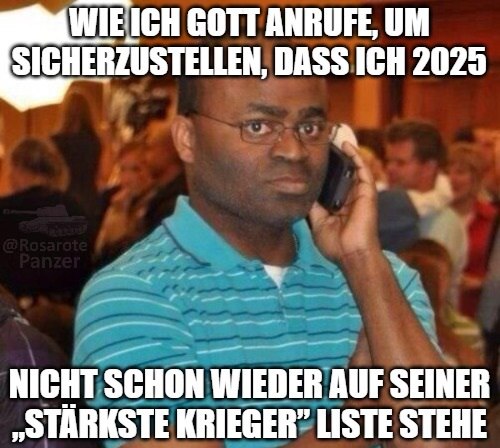 WIE ICH GOTT ANRUFE, UM
SICHERZUSTELLEN, DASS ICH 2025
@Rosarote
Panzer
NICHT SCHON WIEDER AUF SEINER
„STÄRKSTE KRIEGER” LISTE STEHE